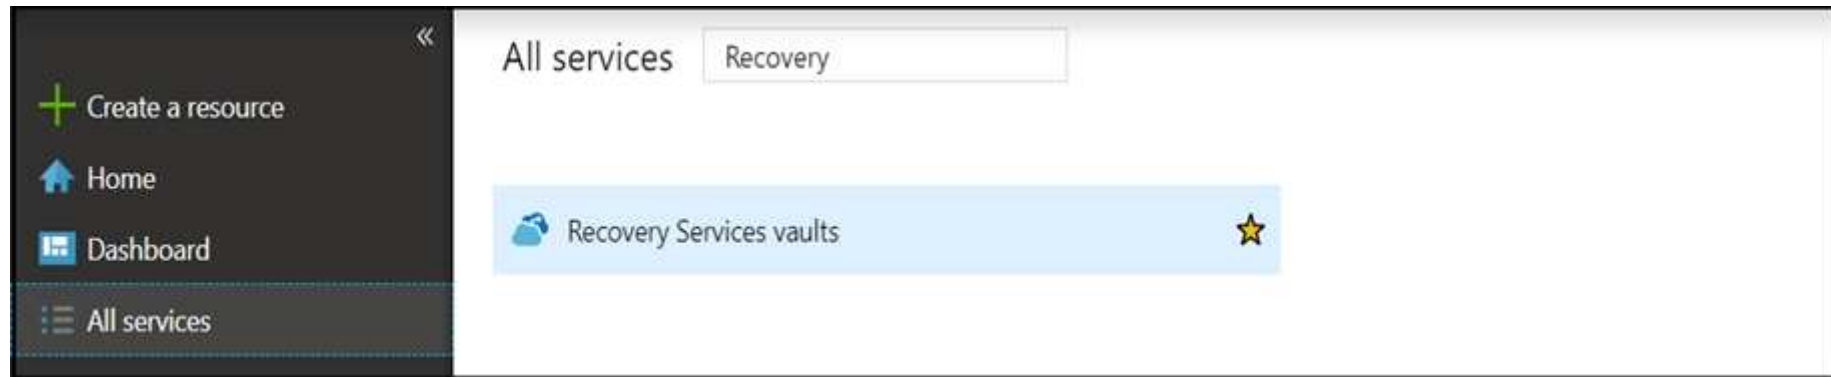 «
Create a resource
Home
Dashboard
All services
All services
Recovery
Recovery Services vaults